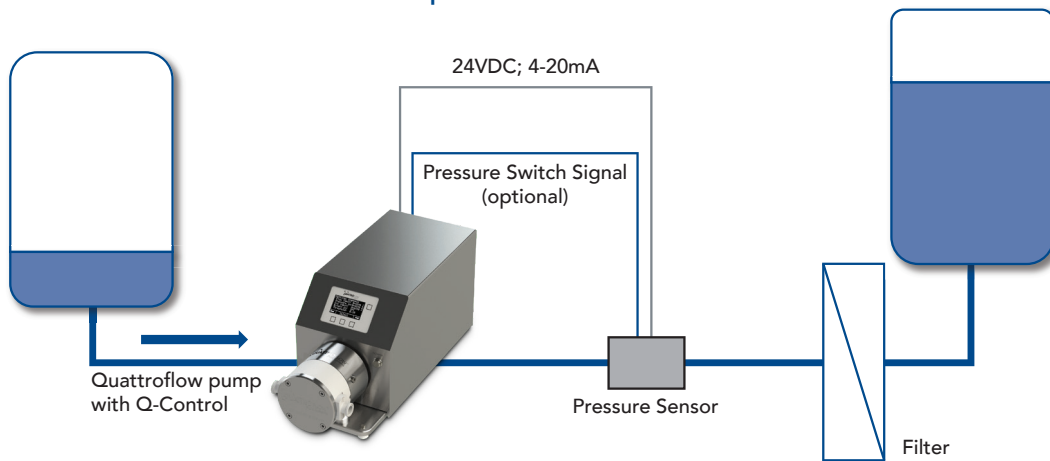 24VDC; 4-20mA
Pressure Switch Signal
(optional)
Quattroflow pump
with Q-Control
Pressure Sensor
Filter